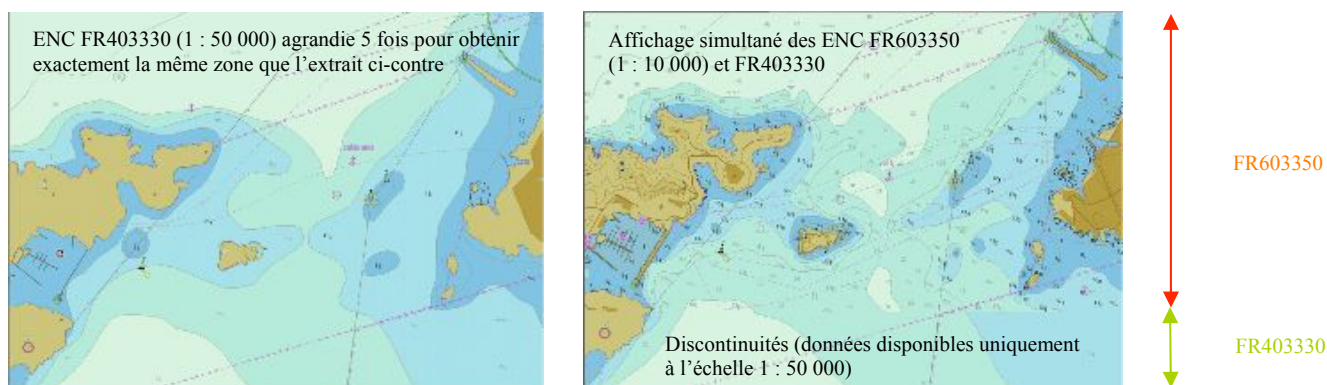 ENC FR403330 (1 : 50 000) agrandie 5 fois pour obtenir
exactement la même zone que l'extrait ci-contre
Affichage simultané des ENC FR603350
(1 : 10 000) et FR403330
Discontinuités (données disponibles uniquement
à l'échelle 1 : 50 000)
FR603350
FR403330